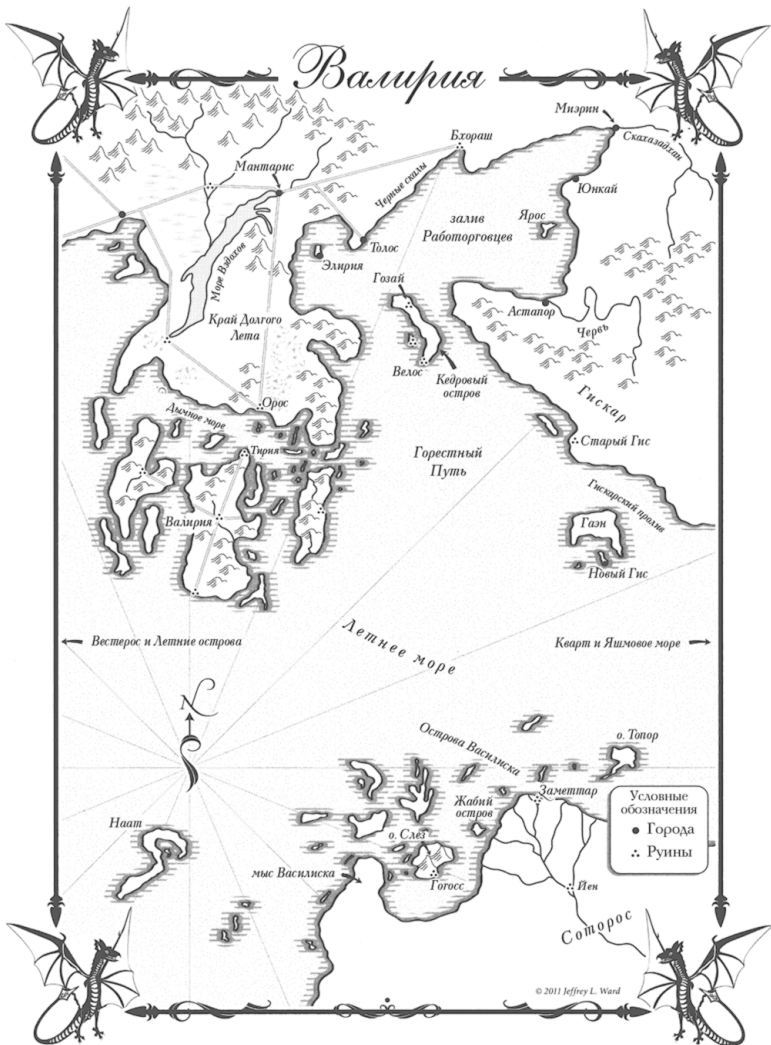 Валирия
Миэрин
Скахазадхан
Бхораш
Мантарис
Черные скалы
Юнкай
залив
Работорговцев
Ярос
Толос
Элирия
Море Вздохов
Гозай
Край Долгого
Лета
Астапор
Червь
Велос
Кедровый
остров
Гискар
Орос
Дымное море
Тирия
Старый Гис
Горестный
Путь
Гискарский пролив
Валирия
Гаэн
Новый Гис
Вестерос и Летние острова
Летнее море
Кварт и Яшмовое море
N
Острова Василиска
о. Топор
Заметтар
Жабий
остров
Условные
обозначения
Города
Руины
Наат
о. Слез
мыс Василиска
Гогосс
Йен
Соторос
© 2011 Jeffrey L. Ward